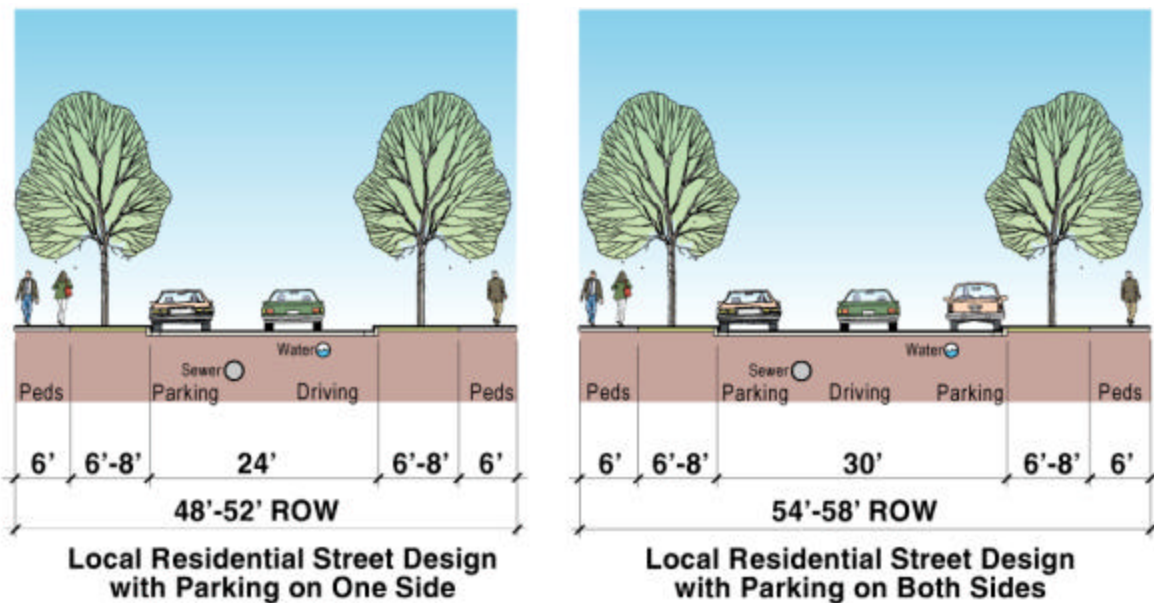 Water
Sewer
Peds Parking Driving Peds
6' 6'-8' 24' 6'-8' 6'
48'-52' ROW
Local Residential Street Design
with Parking on One Side
Water
Sewer
Peds Parking Driving Parking Peds
6' 6'-8' 30' 6'-8' 6'
54'-58' ROW
Local Residential Street Design
with Parking on Both Sides